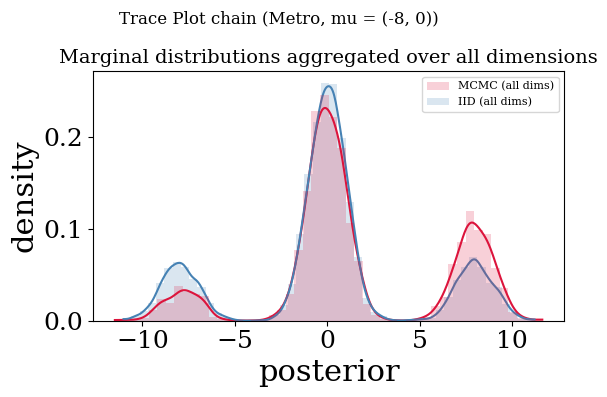 Trace Plot chain (Metro, mu = (-8, 0))
Marginal distributions aggregated over all dimensions
MCMC (all dims)
IID (all dims)
density
0.2
0.1
0.0
−10
−5
0
5
10
posterior